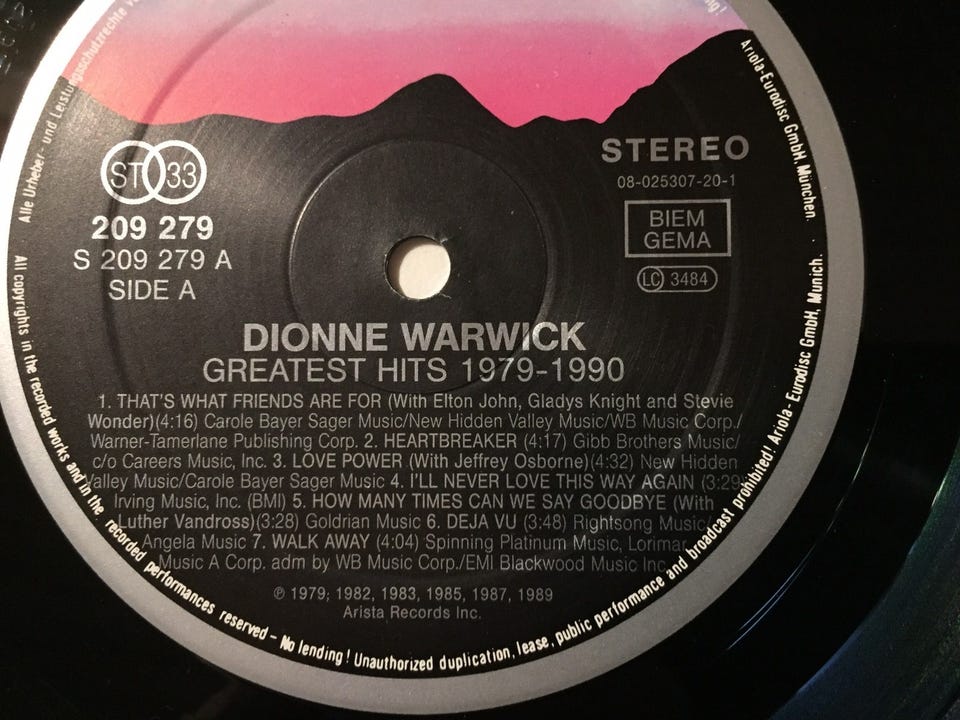 ST 33
209 279
S 209 279 A
SIDE A
STEREO
08-025307-20-1
BIEM
GEMA
LC 3484
DIONNE WARWICK
GREATEST HITS 1979-1990
1. THAT'S WHAT FRIENDS ARE FOR (With Elton John, Gladys Knight and Stevie
Wonder)(4:16) Carole Bayer Sager Music/New Hidden Valley Music/WB Music Corp./
Warner-Tamerlane Publishing Corp. 2. HEARTBREAKER (4:17) Gibb Brothers Music/
c/o Careers Music, Inc. 3. LOVE POWER (With Jeffrey Osborne)(4:32) New Hidden
Valley Music/Carole Bayer Sager Music 4. I'LL NEVER LOVE THIS WAY AGAIN (3:29)
Irving Music, Inc. (BMI) 5. HOW MANY TIMES CAN WE SAY GOODBYE (With
Luther Vandross)(3:28) Goldrian Music 6. DEJA VU (3:48) Rightsong Music/
Angela Music 7. WALK AWAY (4:04) Spinning Platinum Music, Lorimar
Music A Corp. adm by WB Music Corp./EMI Blackwood Music Inc.
℗ 1979; 1982, 1983, 1985, 1987, 1989
Arista Records Inc.
Alle Urheber- und Leistungsschutzrechte
Ariola-Eurodisc GmbH, München.
All copyrights in the recorded works and in the recorded performances reserved – No lending! Unauthorized duplication, lease, public performance and broadcast prohibited! Ariola-Eurodisc GmbH, Munich.